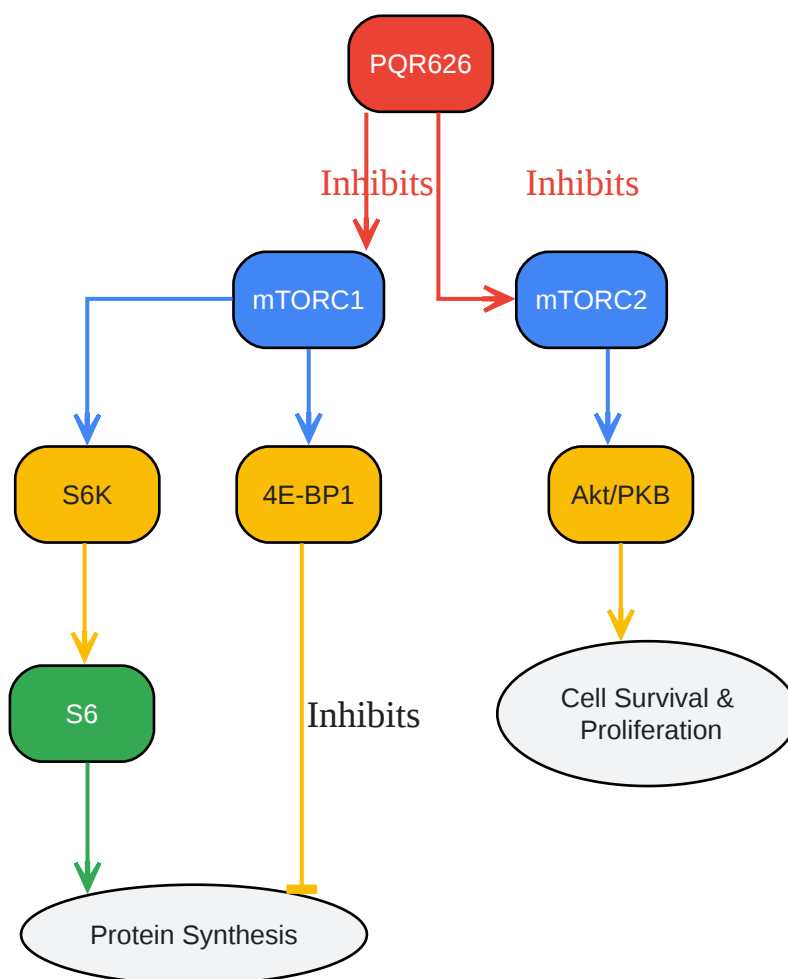 PQR626
Inhibits
Inhibits
mTORC1
mTORC2
S6K
4E-BP1
Akt/PKB
S6
Inhibits
Cell Survival &
Proliferation
Protein Synthesis